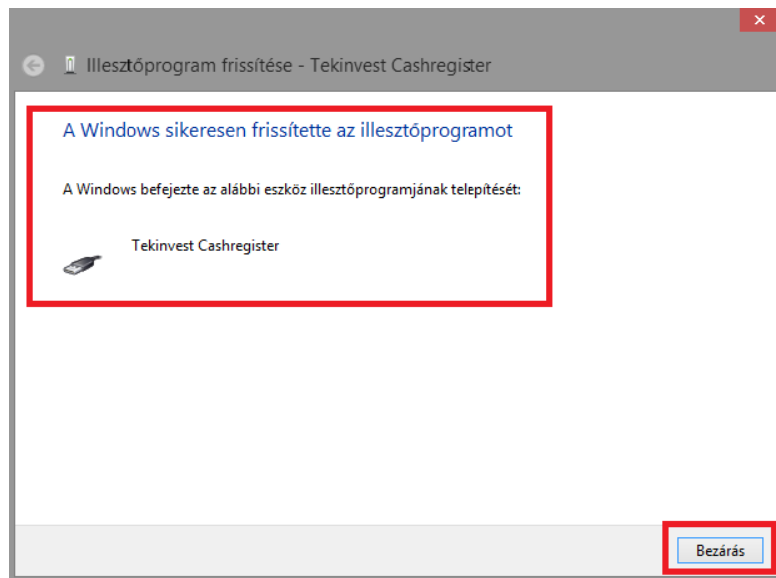 Illesztőprogram frissítése - Tekinvest Cashregister
A Windows sikeresen frissítette az illesztőprogramot
A Windows befejezte az alábbi eszköz illesztőprogramjának telepítését:
Tekinvest Cashregister
Bezárás